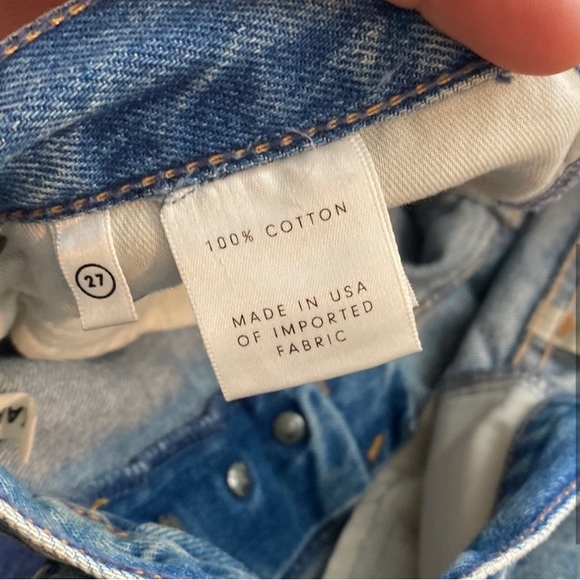 27
100% COTTON
MADE IN USA
OF IMPORTED
FABRIC